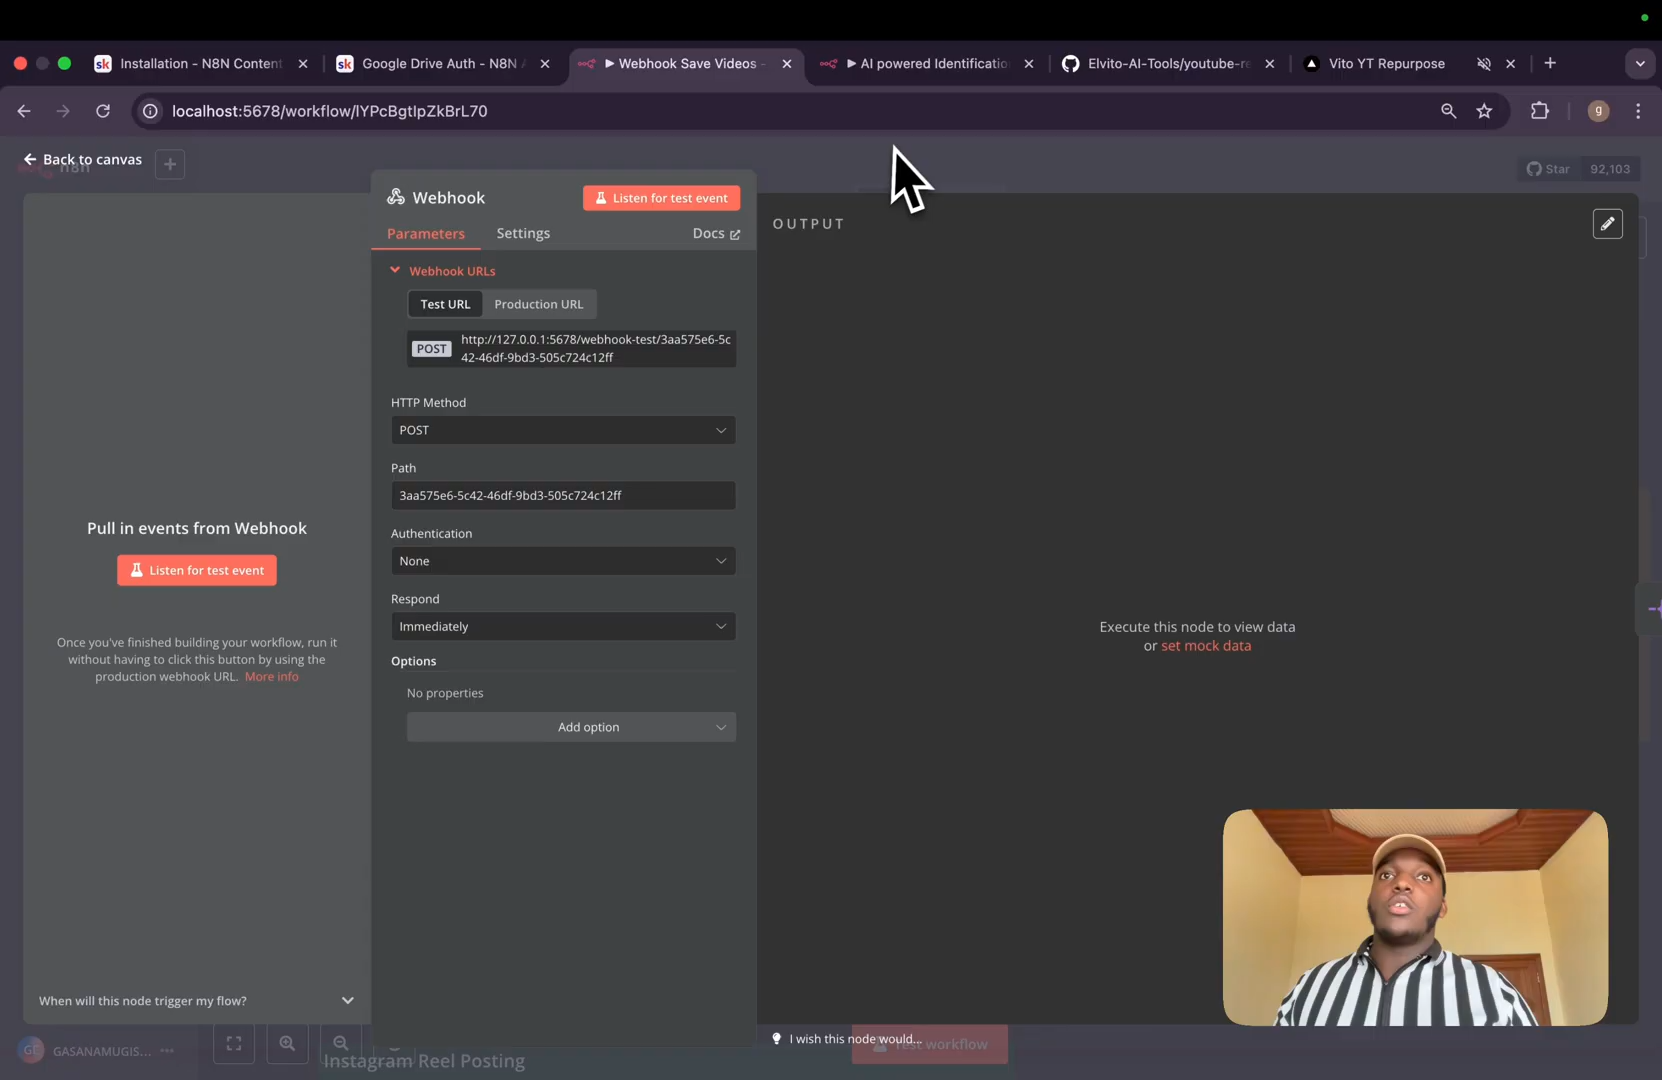 Installation - N8N Content
Google Drive Auth - N8N A
▶ Webhook Save Videos -
▶ AI powered Identificatio
Elvito-AI-Tools/youtube-re
Vito YT Repurpose
localhost:5678/workflow/lYPcBgtlpZkBrL70
g
Back to canvas
n8n
Star 92,103
Webhook
Listen for test event
Parameters
Settings
Docs
OUTPUT
Webhook URLs
Test URL
Production URL
POST
http://127.0.0.1:5678/webhook-test/3aa575e6-5c
42-46df-9bd3-505c724c12ff
HTTP Method
POST
Path
3aa575e6-5c42-46df-9bd3-505c724c12ff
Authentication
None
Respond
Immediately
Options
No properties
Add option
Pull in events from Webhook
Listen for test event
Once you've finished building your workflow, run it
without having to click this button by using the
production webhook URL. More info
Execute this node to view data
or set mock data
When will this node trigger my flow?
I wish this node would...
Test workflow
GE
GASANAMUGIS...
Instagram Reel Posting